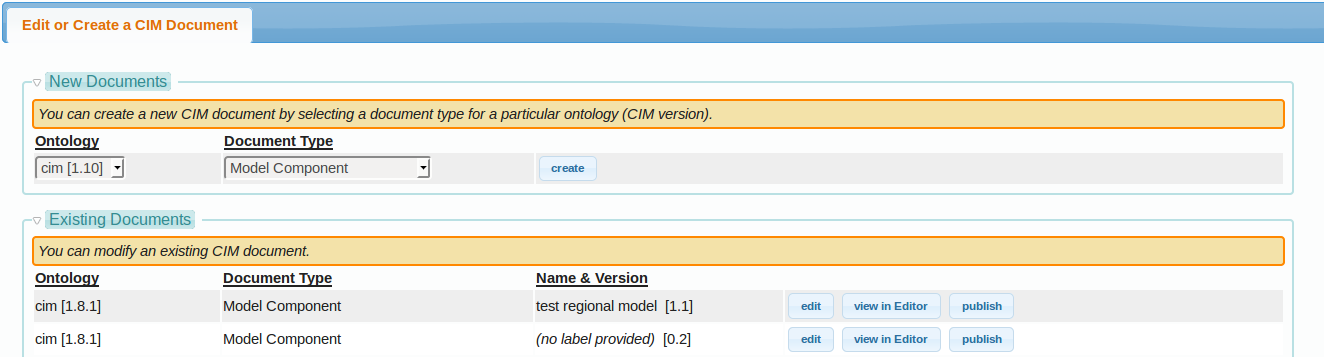 Edit or Create a CIM Document
New Documents
You can create a new CIM document by selecting a document type for a particular ontology (CIM version).
Ontology Document Type
cim [1.10] Model Component create
Existing Documents
You can modify an existing CIM document.
Ontology Document Type Name & Version
cim [1.8.1] Model Component test regional model [1.1] edit view in Editor publish
cim [1.8.1] Model Component (no label provided) [0.2] edit view in Editor publish